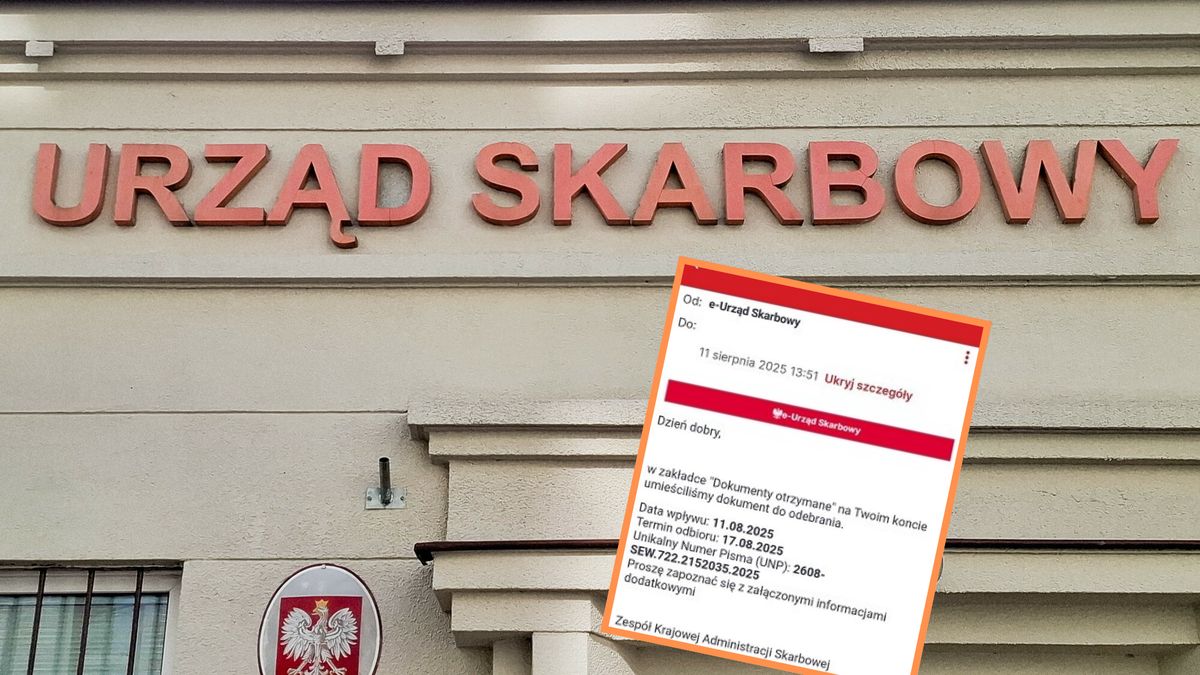 URZĄD SKARBOWY
Od: e-Urząd Skarbowy
Do:
11 sierpnia 2025 13:51 Ukryj szczegóły
e-Urząd Skarbowy
Dzień dobry,
w zakładce "Dokumenty otrzymane" na Twoim koncie
umieściliśmy dokument do odebrania.
Data wpływu: 11.08.2025
Termin odbioru: 17.08.2025
Unikalny Numer Pisma (UNP): 2608-
SEW.722.2152035.2025
Proszę zapoznać się z załączonymi informacjami
dodatkowymi
Zespół Krajowej Administracji Skarbowej